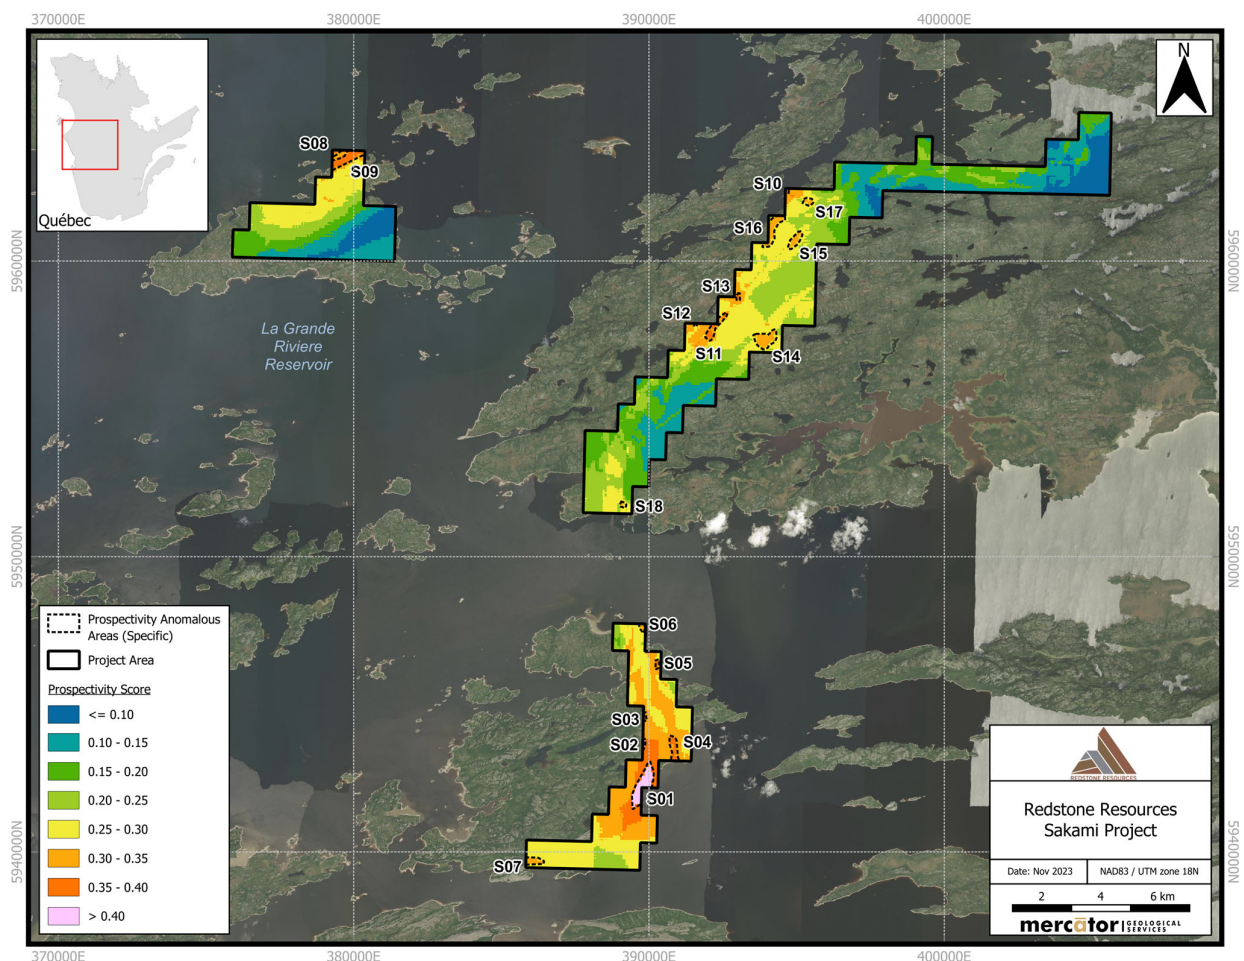 370000E
380000E
390000E
400000E
N
Québec
S08
S09
S10
S17
S16
S15
5960000N
5960000N
S13
S12
La Grande
Riviere
Reservoir
S11
S14
S18
5950000N
5950000N
Prospectivity Anomalous
Areas (Specific)
Project Area
Prospectivity Score
<= 0.10
0.10 - 0.15
0.15 - 0.20
0.20 - 0.25
0.25 - 0.30
0.30 - 0.35
0.35 - 0.40
> 0.40
S06
S05
S03
S02
S04
S01
S07
5940000N
5940000N
REDSTONE RESOURCES
Redstone Resources
Sakami Project
Date: Nov 2023
NAD83 / UTM zone 18N
2 4 6 km
mercator GEOLOGICAL
SERVICES
370000E
380000E
390000E
400000E